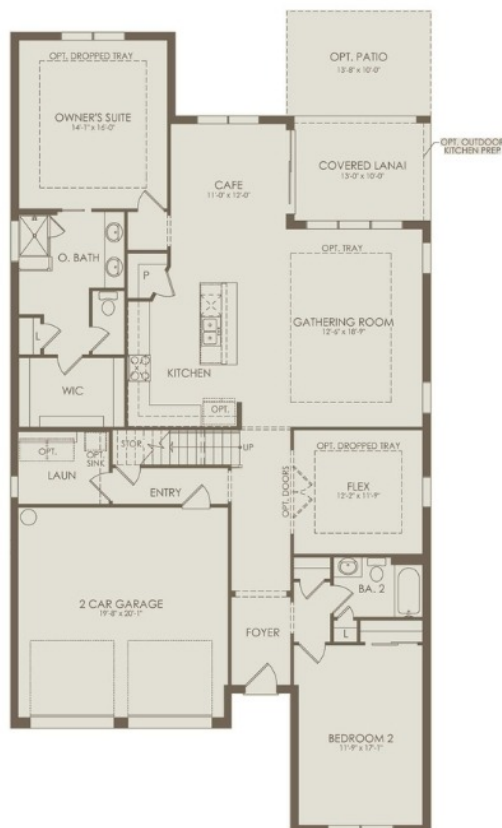 OPT. DROPPED TRAY
OWNER'S SUITE
14'-7" x 16'-0"
OPT. PATIO
13'-8" x 10'-0"
OPT. OUTDOOR
KITCHEN PREP
COVERED LANAI
13'-0" x 10'-0"
CAFE
11'-0" x 12'-0"
O. BATH
P
OPT. TRAY
GATHERING ROOM
12'-6" x 18'-9"
L
KITCHEN
WIC
OPT.
OPT.
OPT.
SINK
LAUN
STOR.
UP
ENTRY
OPT. DOORS
OPT. DROPPED TRAY
FLEX
12'-2" x 11'-9"
2 CAR GARAGE
19'-8" x 20'-1"
FOYER
BA. 2
L
BEDROOM 2
11'-9" x 17'-1"